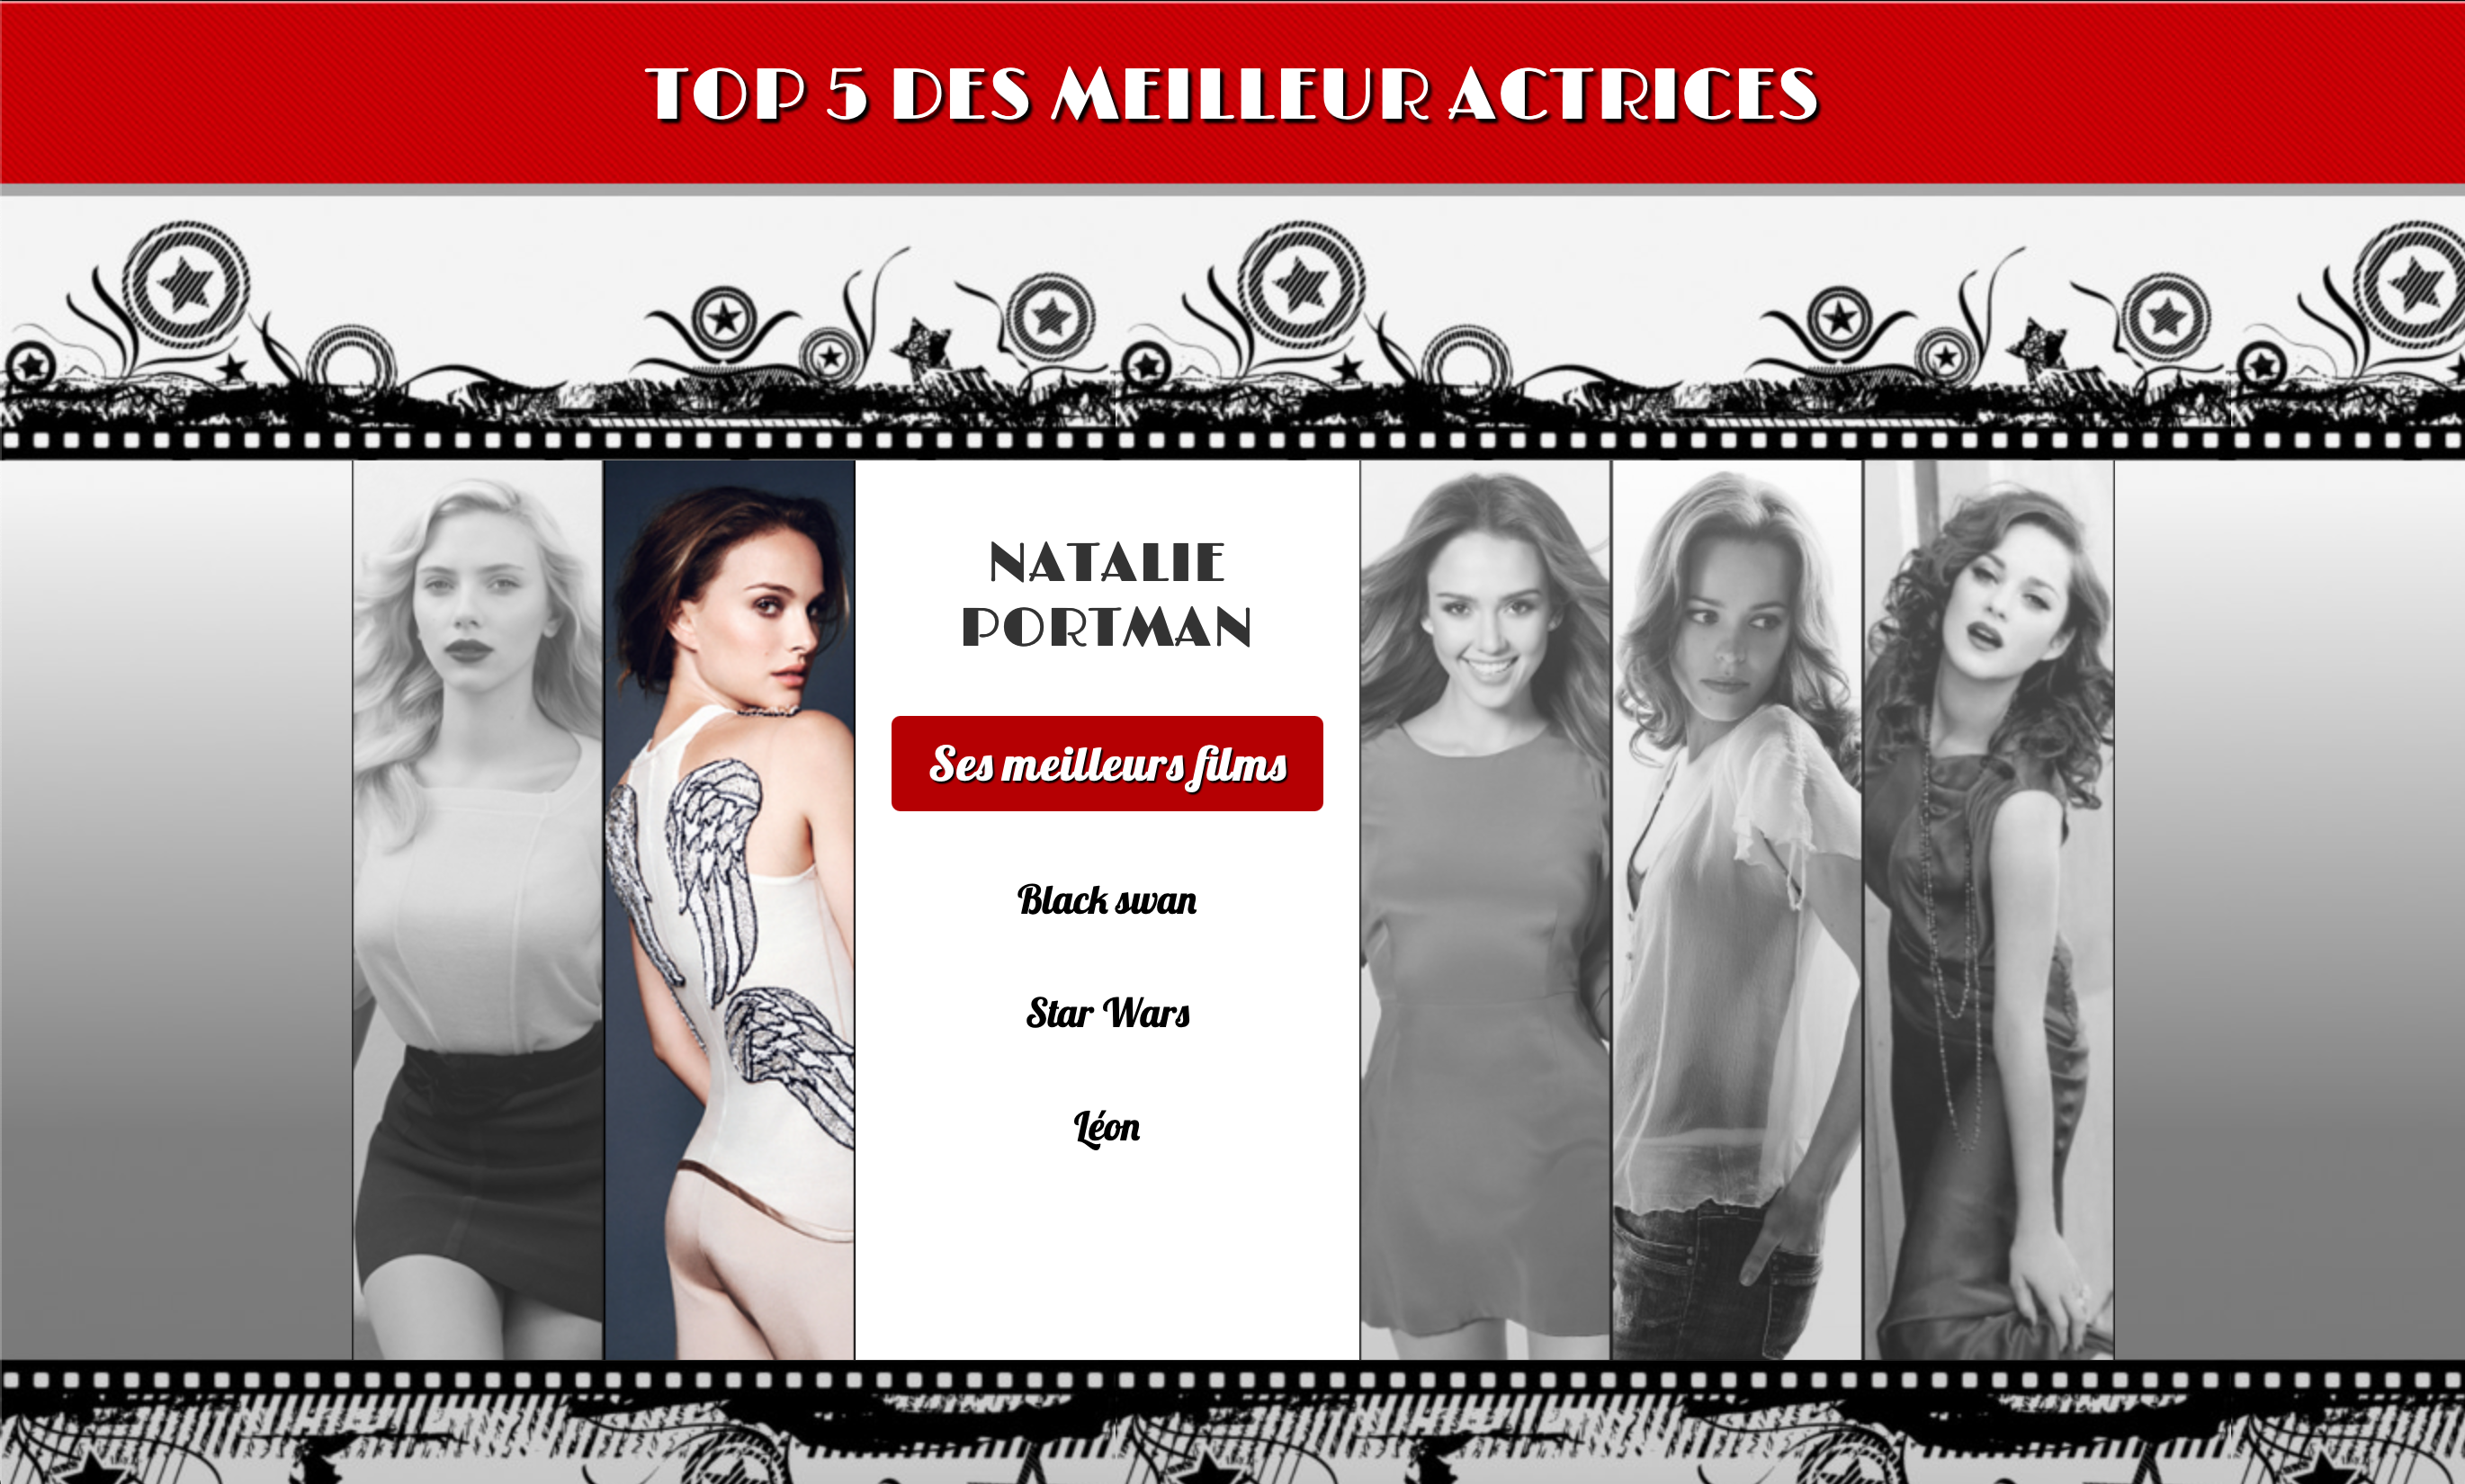 TOP 5 DES MEILLEUR ACTRICES
NATALIE
PORTMAN
Ses meilleurs films
Black swan
Star Wars
Léon